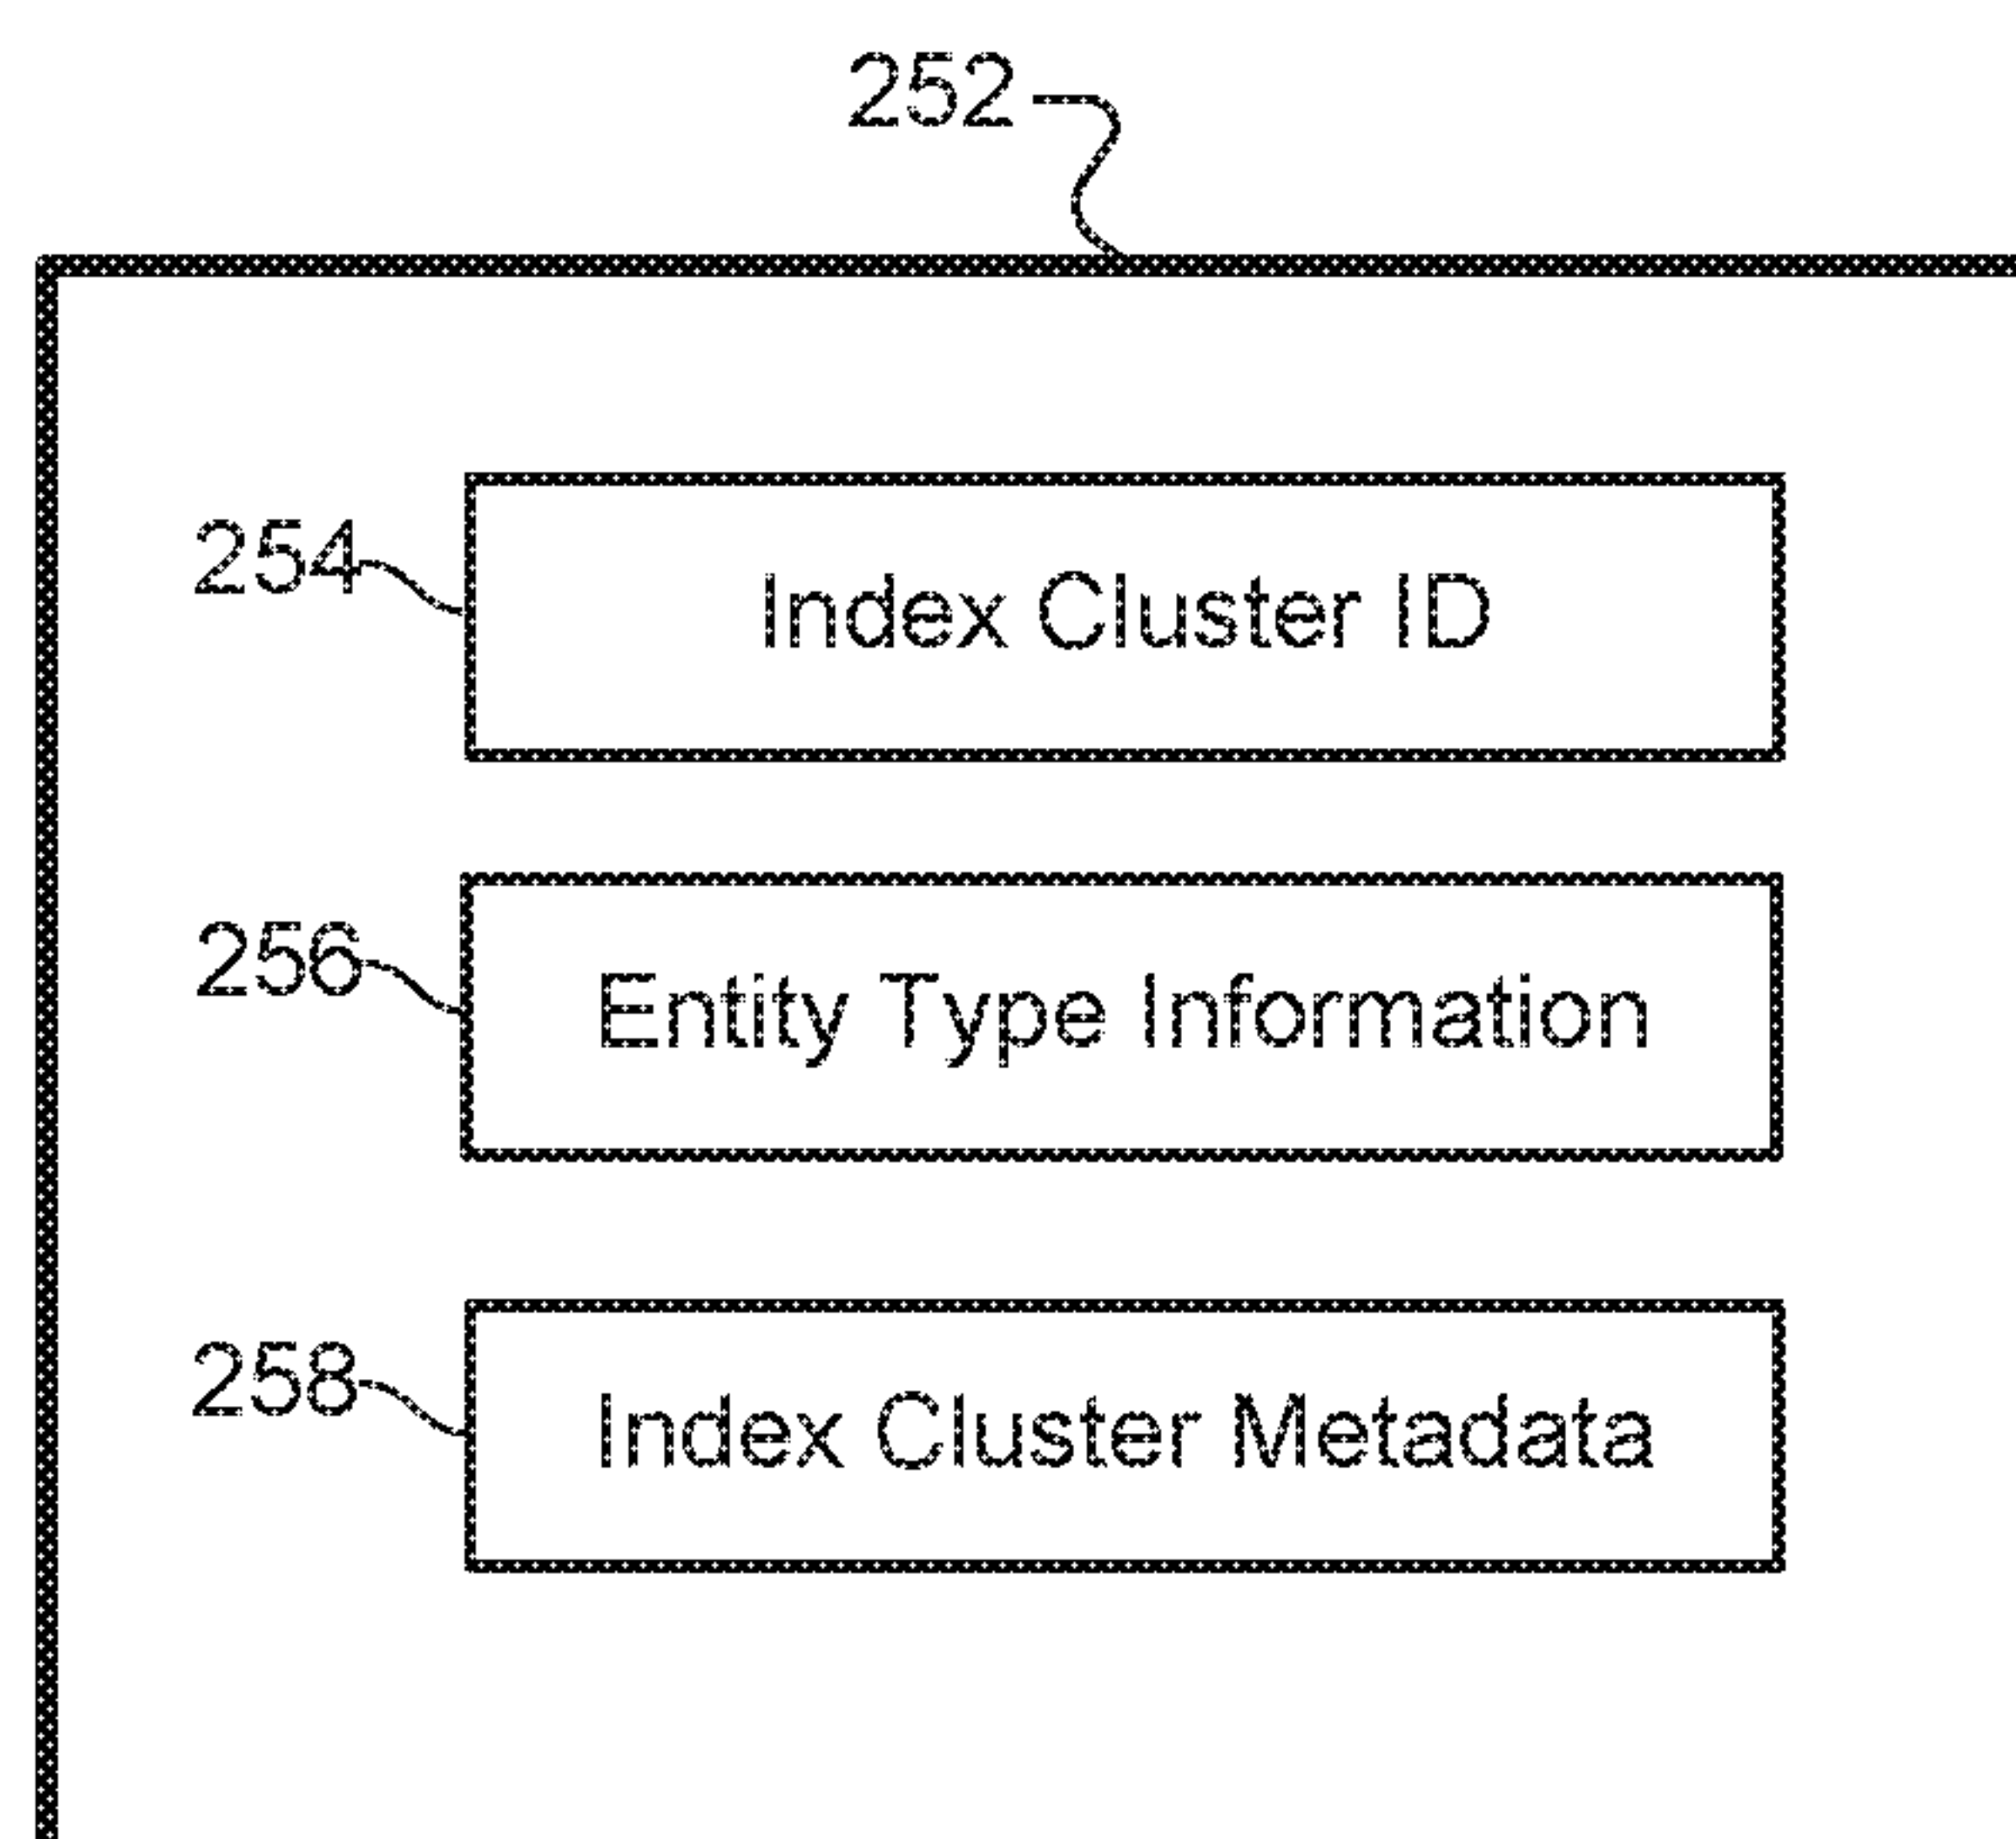 252
254
Index Cluster ID
256
Entity Type Information
258
Index Cluster Metadata